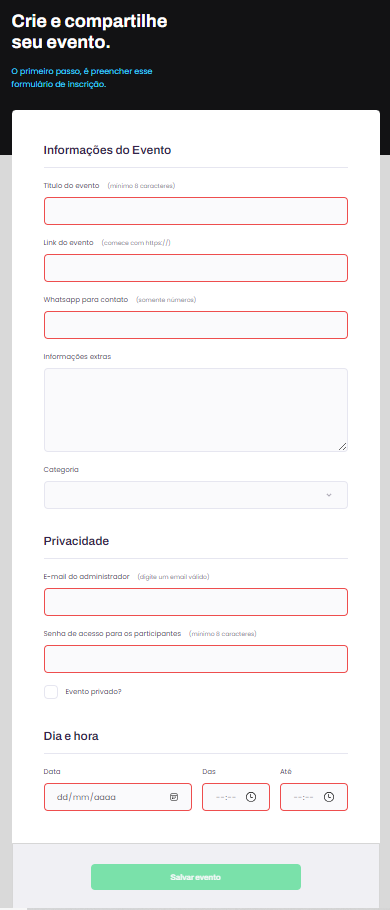 Crie e compartilhe
seu evento.
O primeiro passo, é preencher esse
formulário de inscrição.
Informações do Evento
Título do evento (mínimo 8 caracteres)
Link do evento (comece com https://)
Whatsapp para contato (somente números)
Informações extras
Categoria
Privacidade
E-mail do administrador (digite um email válido)
Senha de acesso para os participantes (mínimo 8 caracteres)
Evento privado?
Dia e hora
Data Das Até
dd/mm/aaaa --:-- --:--
Salvar evento